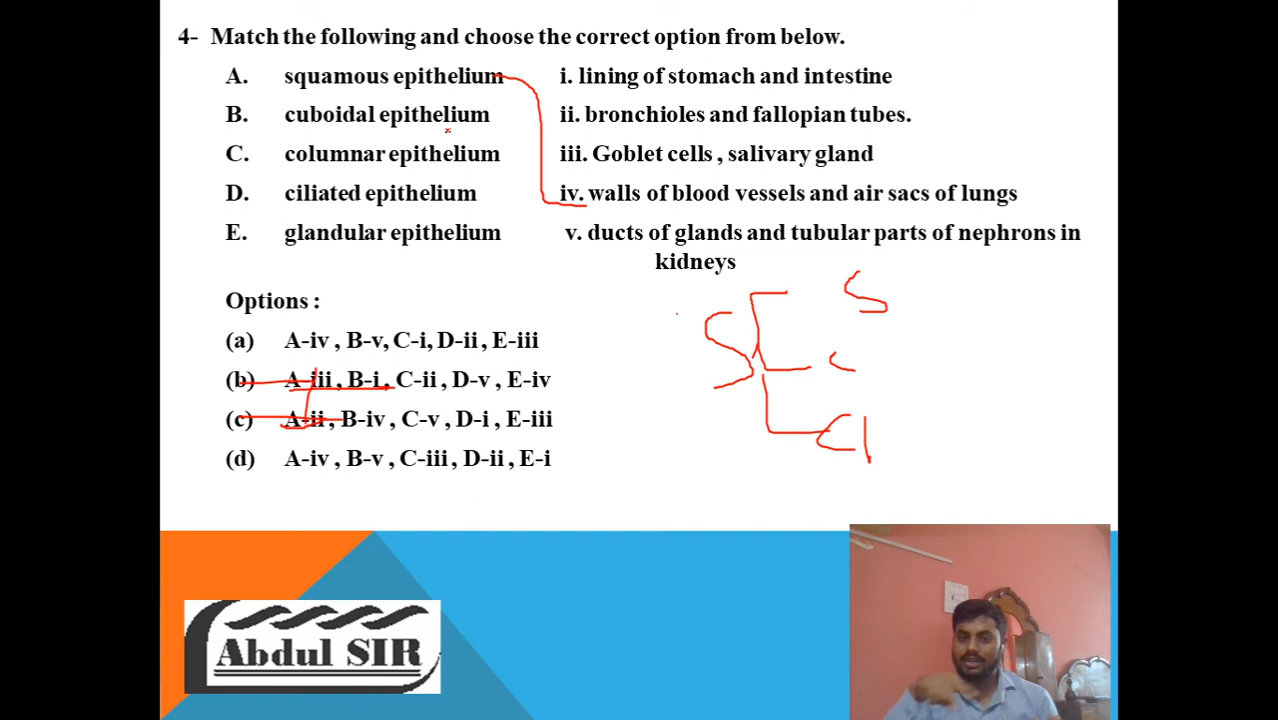 4- Match the following and choose the correct option from below.
A. squamous epithelium i. lining of stomach and intestine
B. cuboidal epithelium ii. bronchioles and fallopian tubes.
C. columnar epithelium iii. Goblet cells , salivary gland
D. ciliated epithelium iv. walls of blood vessels and air sacs of lungs
E. glandular epithelium v. ducts of glands and tubular parts of nephrons in
kidneys
Options :
(a) A-iv , B-v, C-i, D-ii , E-iii
(b) A-iii , B-i , C-ii , D-v , E-iv
(c) A-ii , B-iv , C-v , D-i , E-iii
(d) A-iv , B-v , C-iii , D-ii , E-i
S
S
C
Cl
Abdul SIR